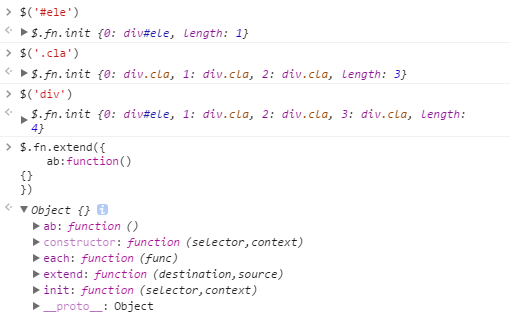 > $('#ele')
< ▶ $.fn.init {0: div#ele, length: 1}
> $('.cla')
< ▶ $.fn.init {0: div.cla, 1: div.cla, 2: div.cla, length: 3}
> $('div')
< ▶ $.fn.init {0: div#ele, 1: div.cla, 2: div.cla, 3: div.cla, length:
4}
> $.fn.extend({
ab:function()
{}
})
< ▼ Object {} i
▶ ab: function ()
▶ constructor: function (selector,context)
▶ each: function (func)
▶ extend: function (destination,source)
▶ init: function (selector,context)
▶ __proto__: Object